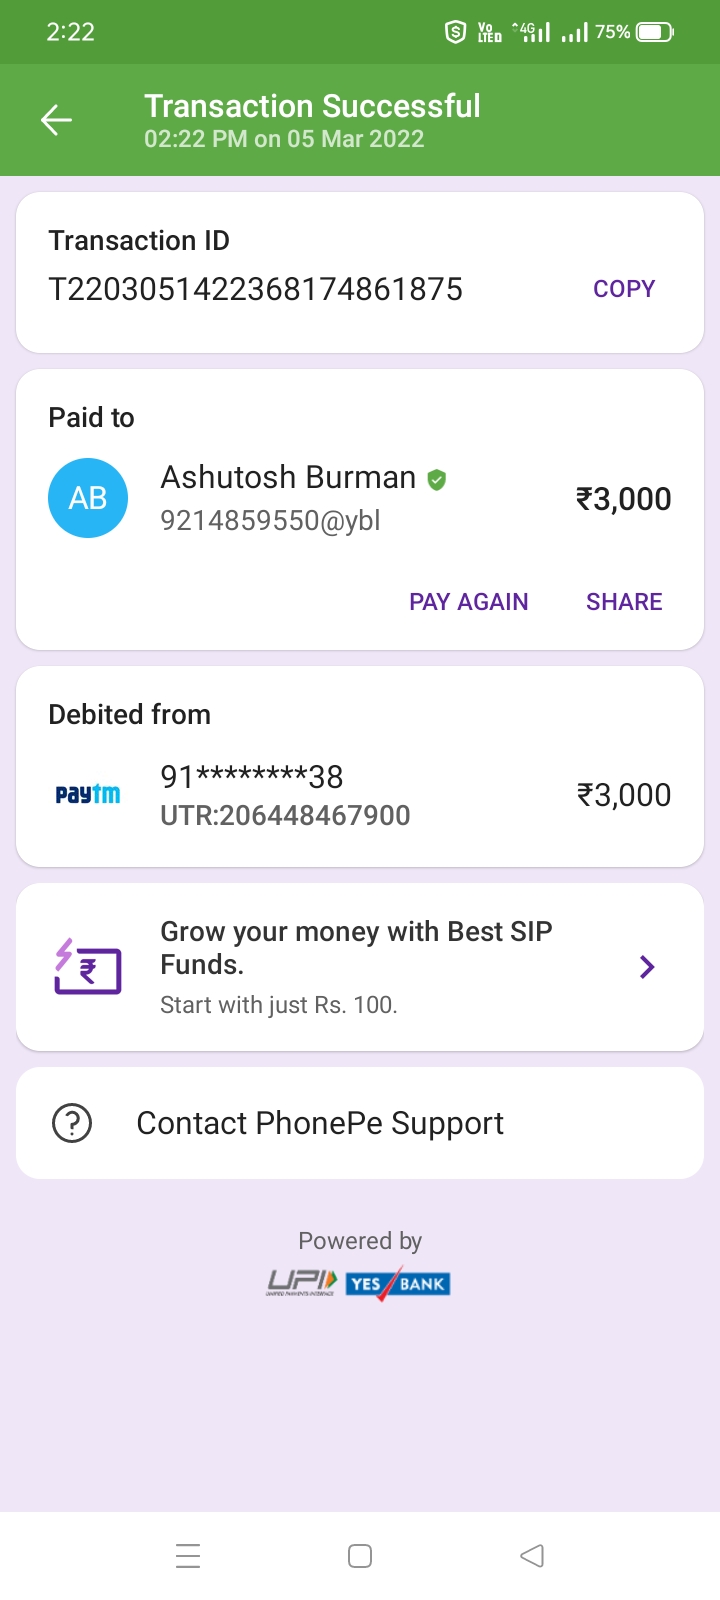 2:22
Vo LTED 4G 75%
Transaction Successful
02:22 PM on 05 Mar 2022
Transaction ID
T2203051422368174861875 COPY
Paid to
AB
Ashutosh Burman
9214859550@ybl
₹3,000
PAY AGAIN SHARE
Debited from
paytm
91********38
UTR:206448467900
₹3,000
Grow your money with Best SIP
Funds.
Start with just Rs. 100.
Contact PhonePe Support
Powered by
UPI YES BANK
UNIFIED PAYMENTS INTERFACE